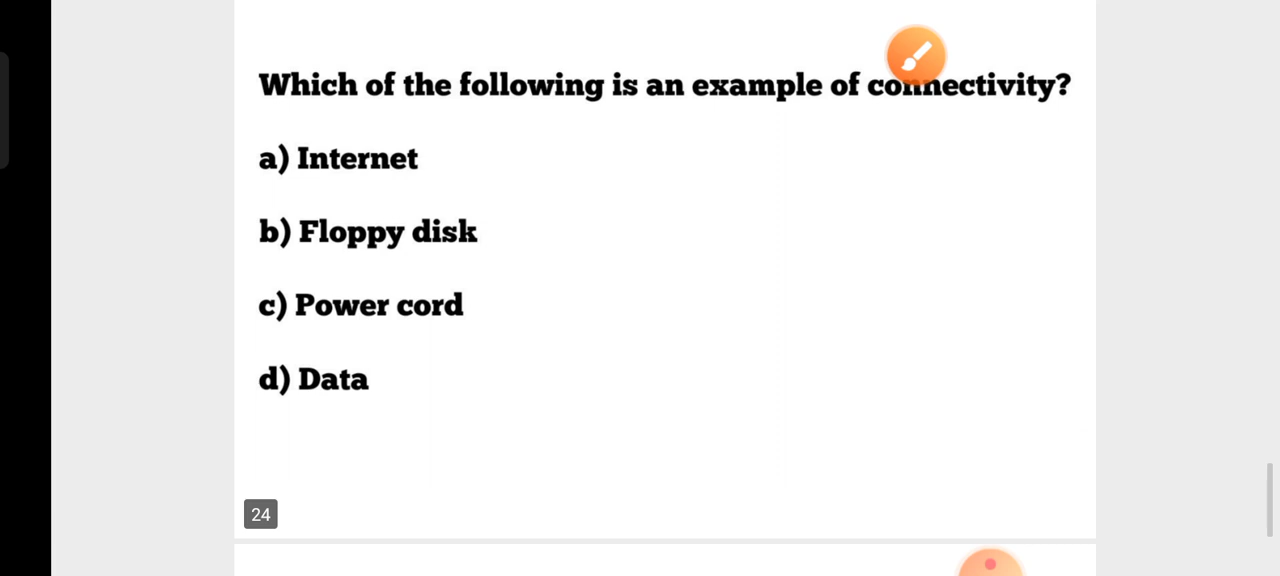 Which of the following is an example of connectivity?
a) Internet
b) Floppy disk
c) Power cord
d) Data
24